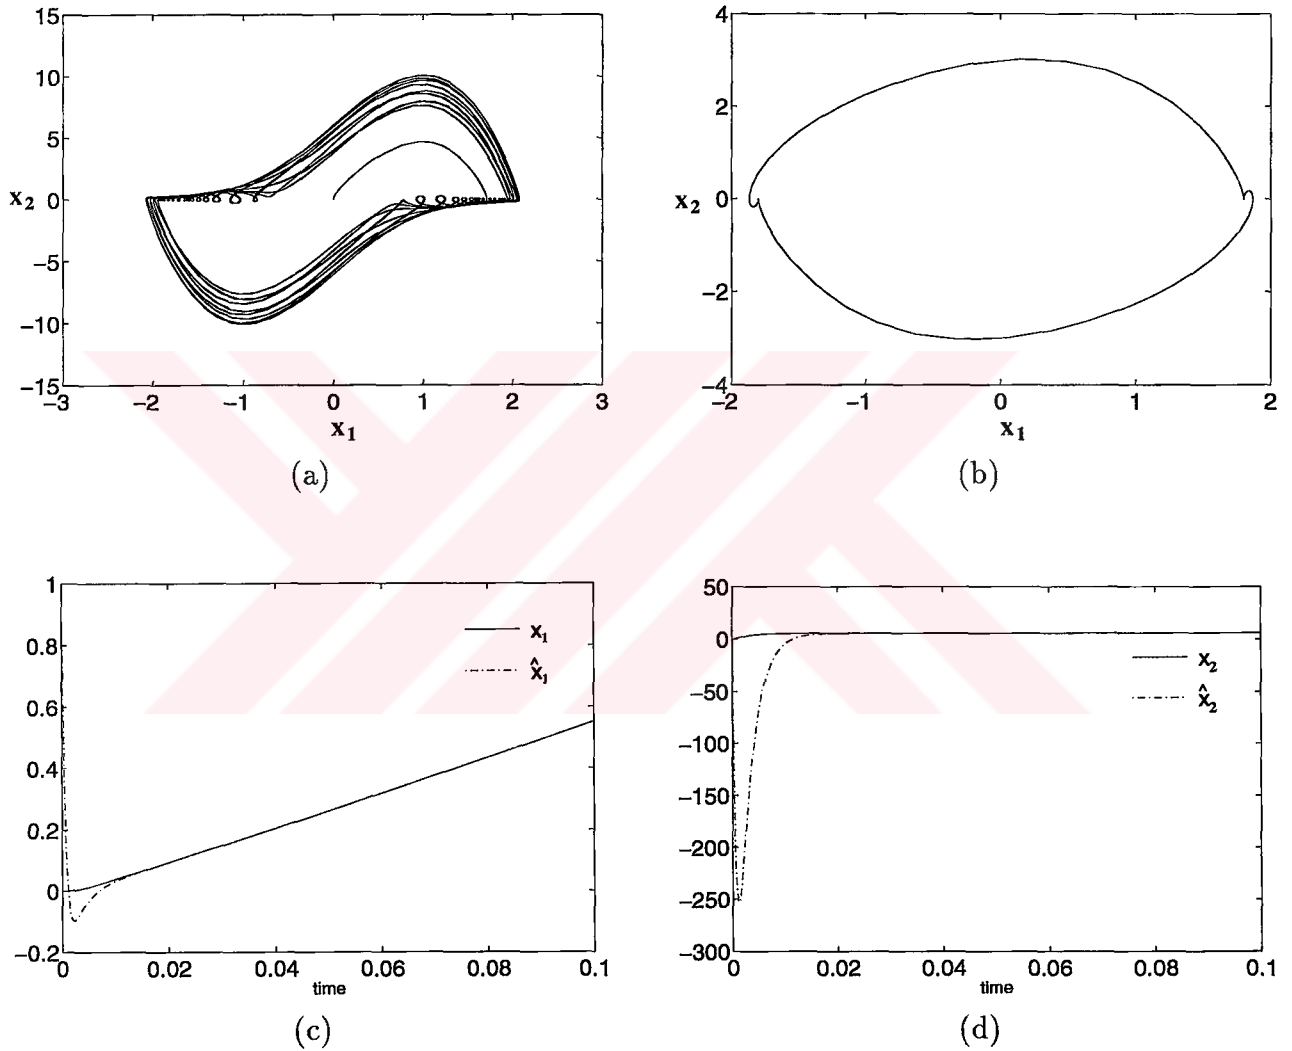 15
10
5
0
−5
−10
−15
x₂
−3 −2 −1 0 1 2 3
x₁
(a)
4
2
0
−2
−4
x₂
−2 −1 0 1 2
x₁
(b)
1
0.8
0.6
0.4
0.2
0
−0.2
x₁
x̂₁
0 0.02 0.04 0.06 0.08 0.1
time
(c)
50
0
−50
−100
−150
−200
−250
−300
x₂
x̂₂
0 0.02 0.04 0.06 0.08 0.1
time
(d)